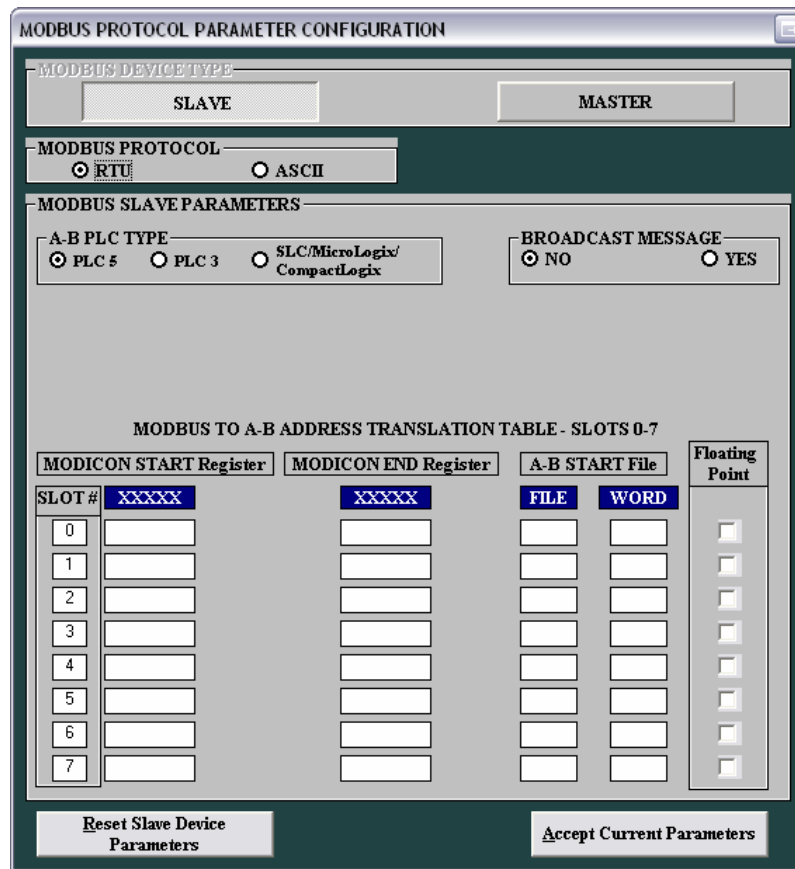 MODBUS PROTOCOL PARAMETER CONFIGURATION
MODBUS DEVICE TYPE
SLAVE MASTER
MODBUS PROTOCOL
RTU ASCII
MODBUS SLAVE PARAMETERS
A-B PLC TYPE BROADCAST MESSAGE
PLC 5 PLC 3 SLC/MicroLogix/
CompactLogix
NO YES
MODBUS TO A-B ADDRESS TRANSLATION TABLE - SLOTS 0-7
MODICON START Register MODICON END Register A-B START File Floating
Point
SLOT # XXXXX XXXXX FILE WORD
0
1
2
3
4
5
6
7
Reset Slave Device
Parameters
Accept Current Parameters